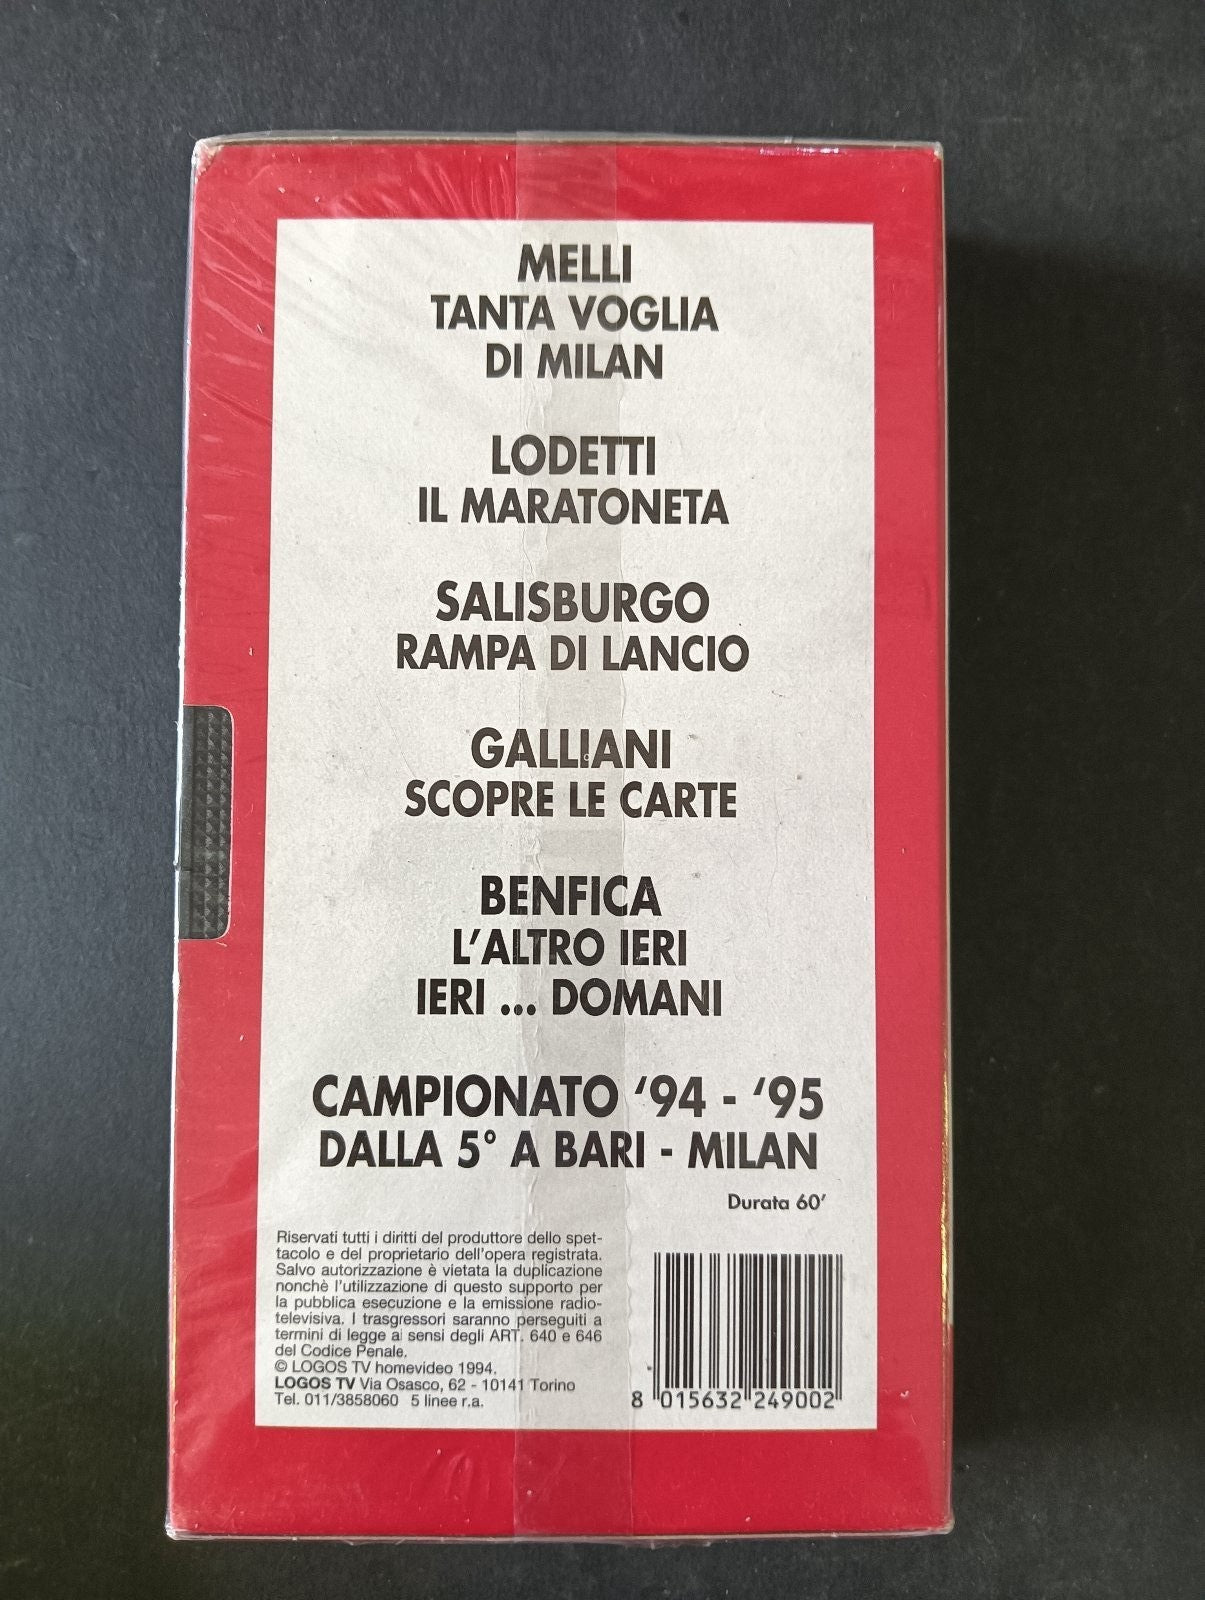 MELLI
TANTA VOGLIA
DI MILAN
LODETTI
IL MARATONETA
SALISBURGO
RAMPA DI LANCIO
GALLIANI
SCOPRE LE CARTE
BENFICA
L'ALTRO IERI
IERI ... DOMANI
CAMPIONATO '94 - '95
DALLA 5° A BARI - MILAN
Durata 60'
Riservati tutti i diritti del produttore dello spet-
tacolo e del proprietario dell'opera registrata.
Salvo autorizzazione è vietata la duplicazione
nonchè l'utilizzazione di questo supporto per
la pubblica esecuzione e la emissione radio-
televisiva. I trasgressori saranno perseguiti a
termini di legge ai sensi degli ART. 640 e 646
del Codice Penale.
© LOGOS TV homevideo 1994.
LOGOS TV Via Osasco, 62 - 10141 Torino
Tel. 011/3858060 5 linee r.a.
8 015632 249002